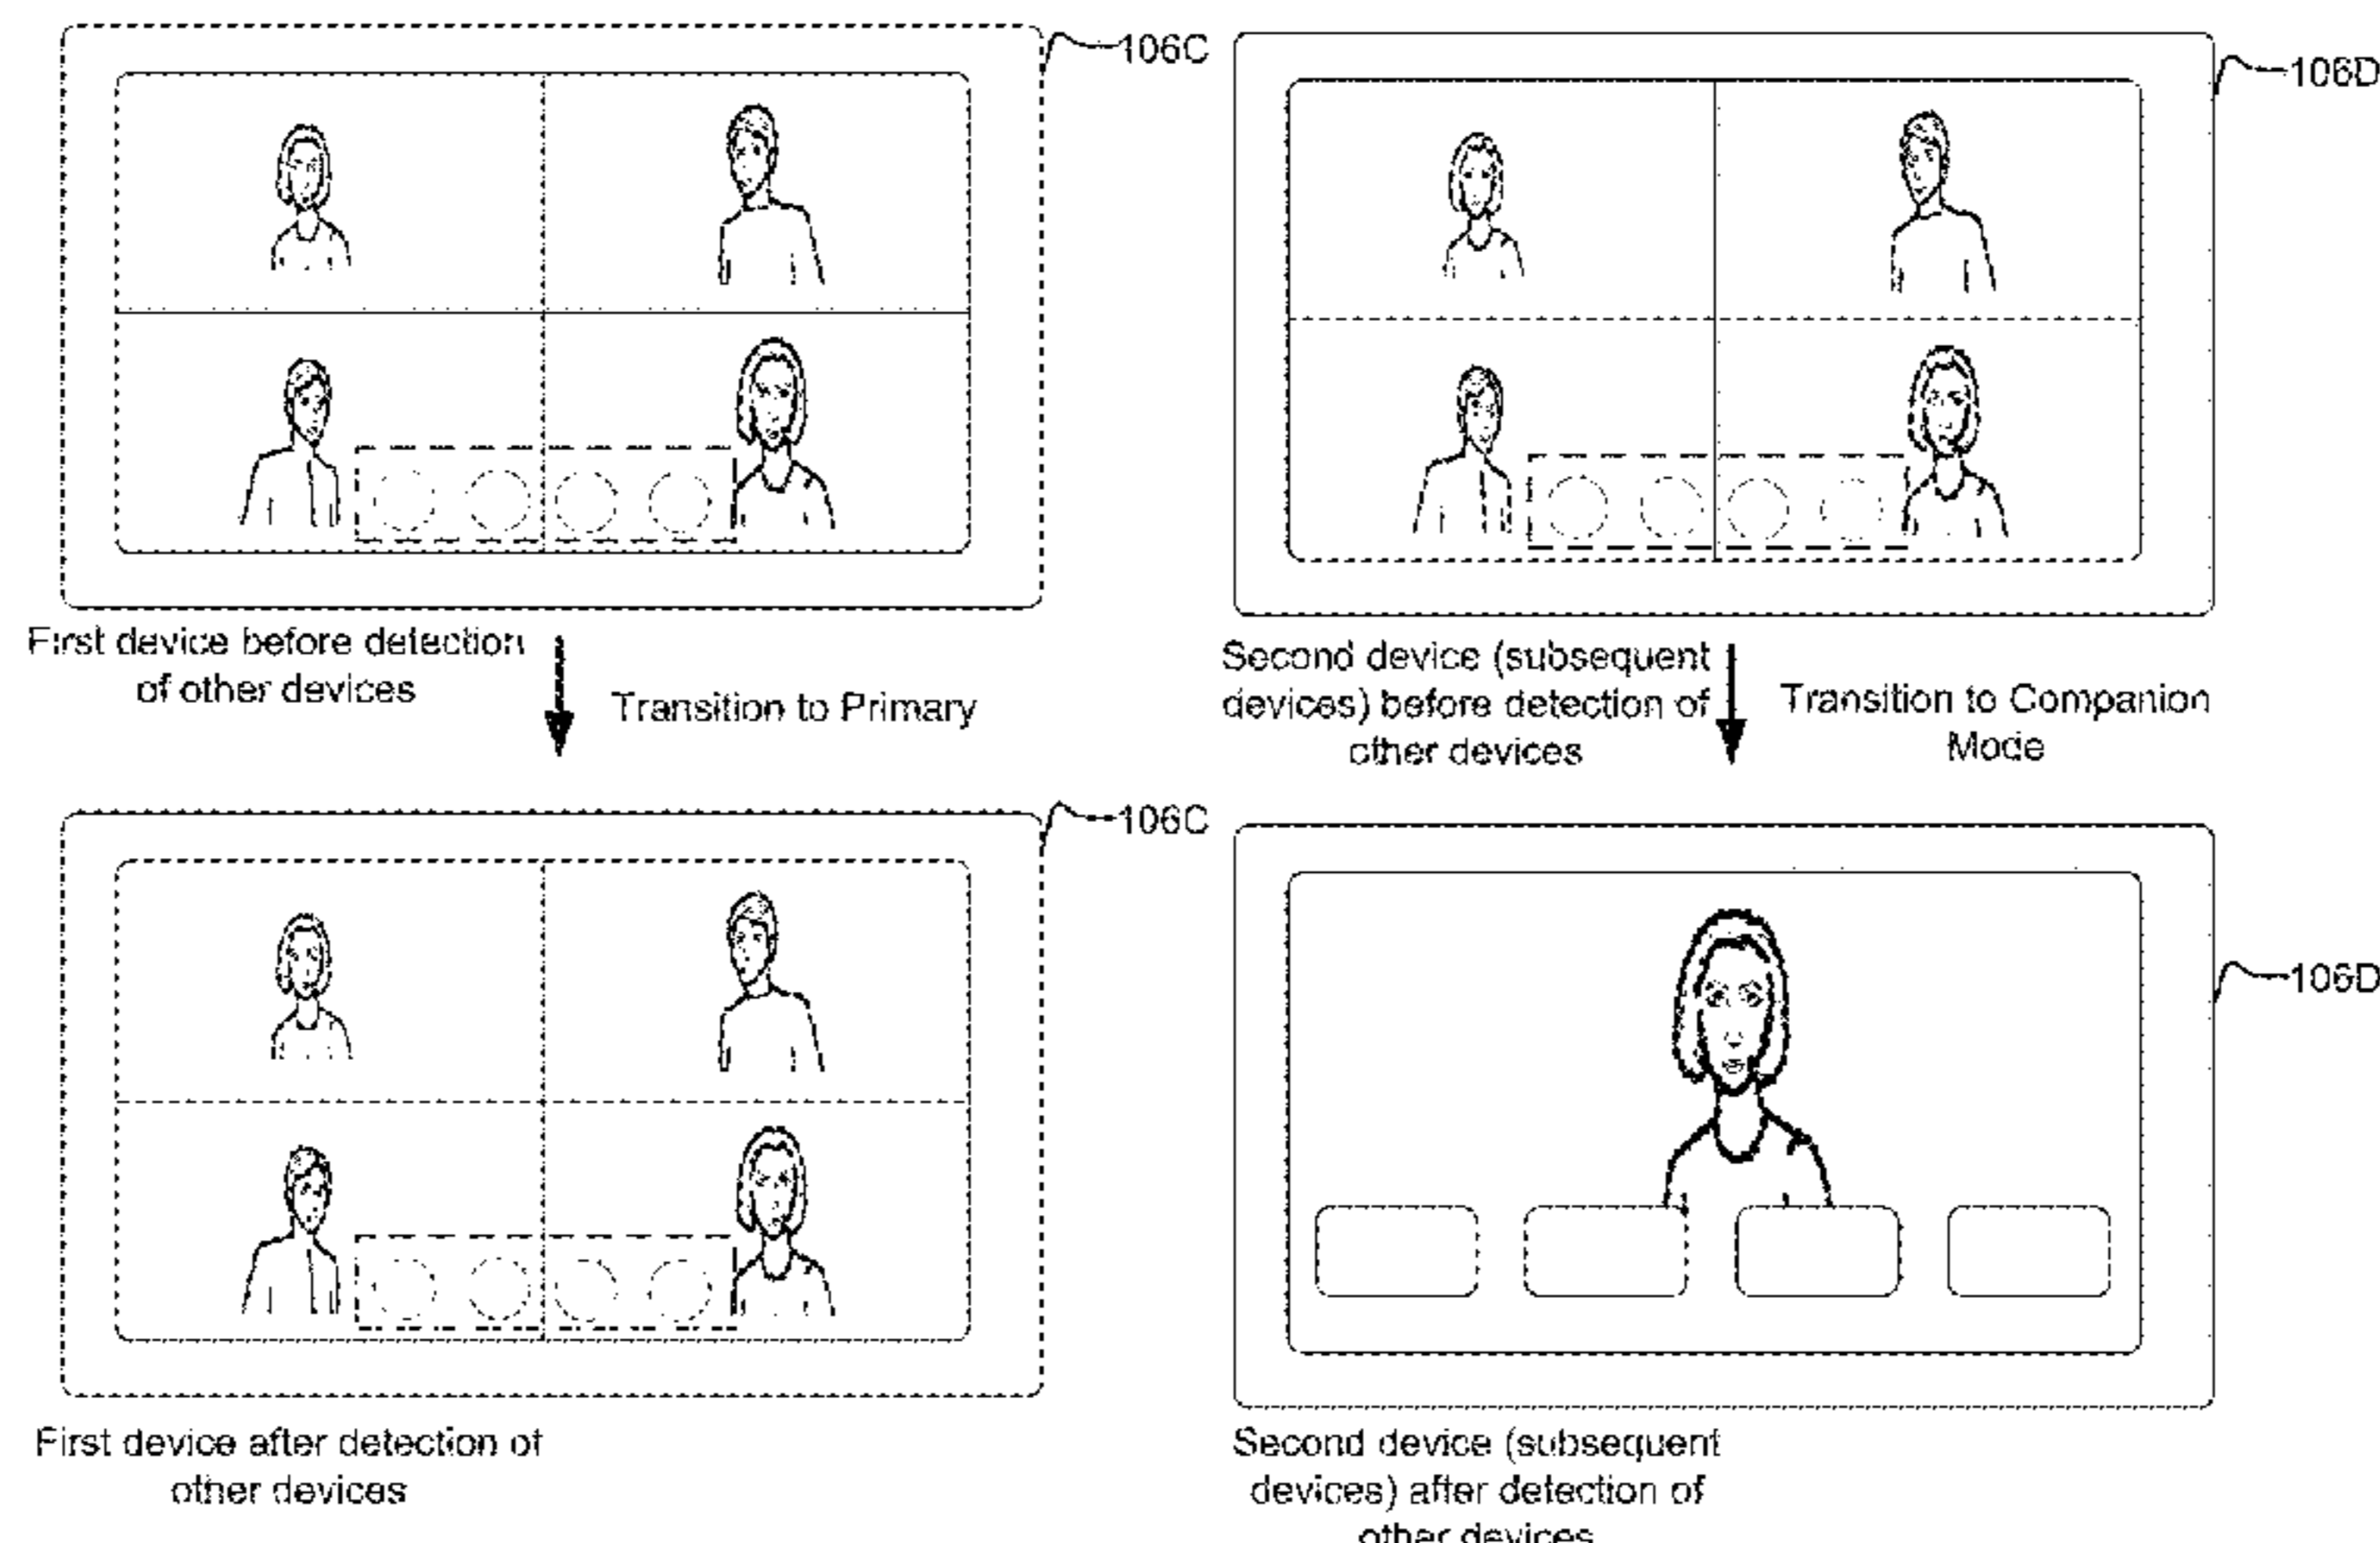 106C
106D
First device before detection
of other devices
Transition to Primary
Second device (subsequent
devices) before detection of
other devices
Transition to Companion
Mode
106C
106D
First device after detection of
other devices
Second device (subsequent
devices) after detection of
other devices